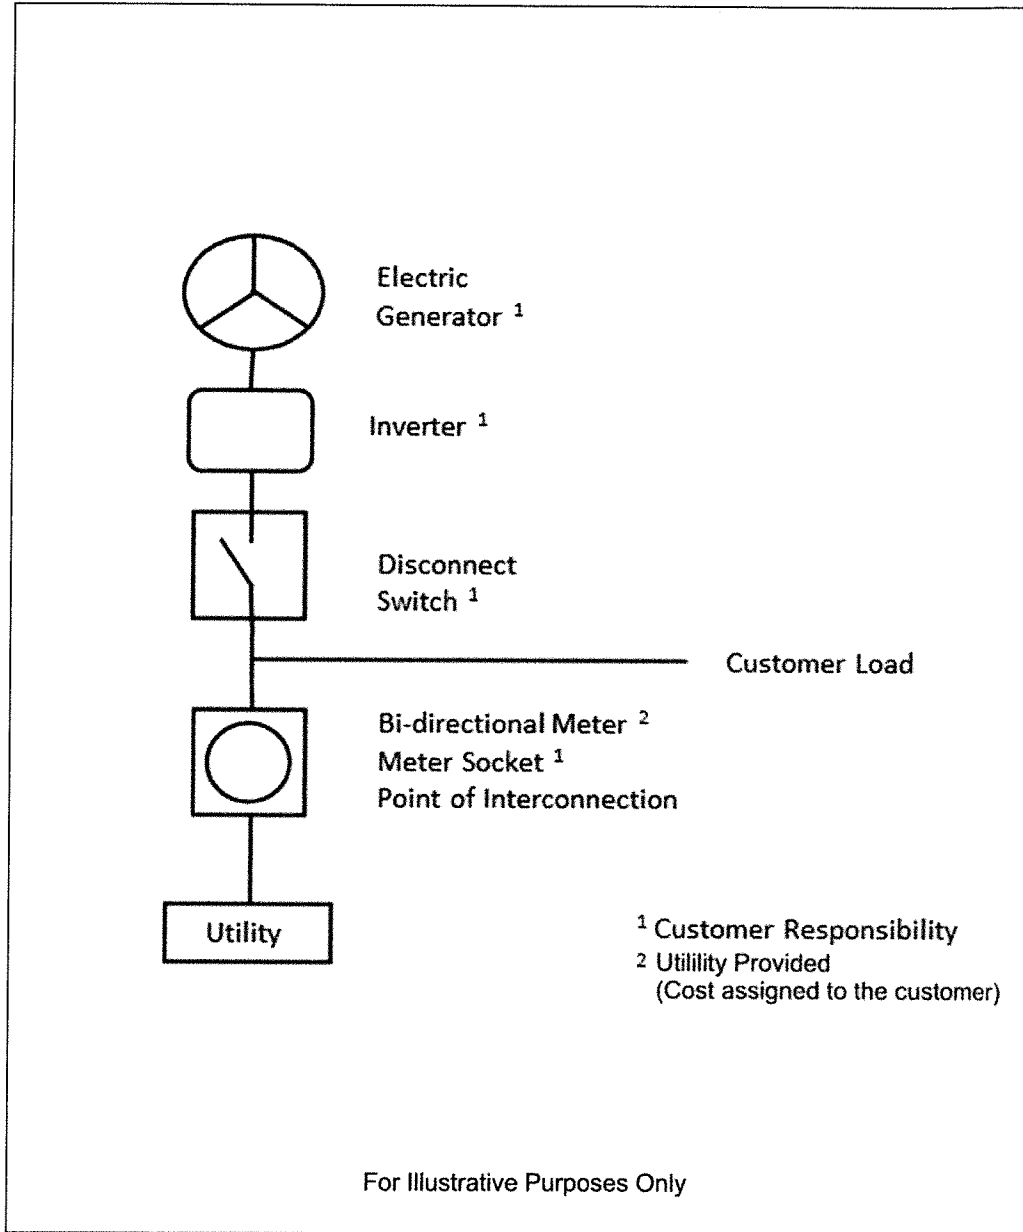 Electric
Generator ¹
Inverter ¹
Disconnect
Switch ¹
Customer Load
Bi-directional Meter ²
Meter Socket ¹
Point of Interconnection
Utility
¹ Customer Responsibility
² Utilility Provided
(Cost assigned to the customer)
For Illustrative Purposes Only